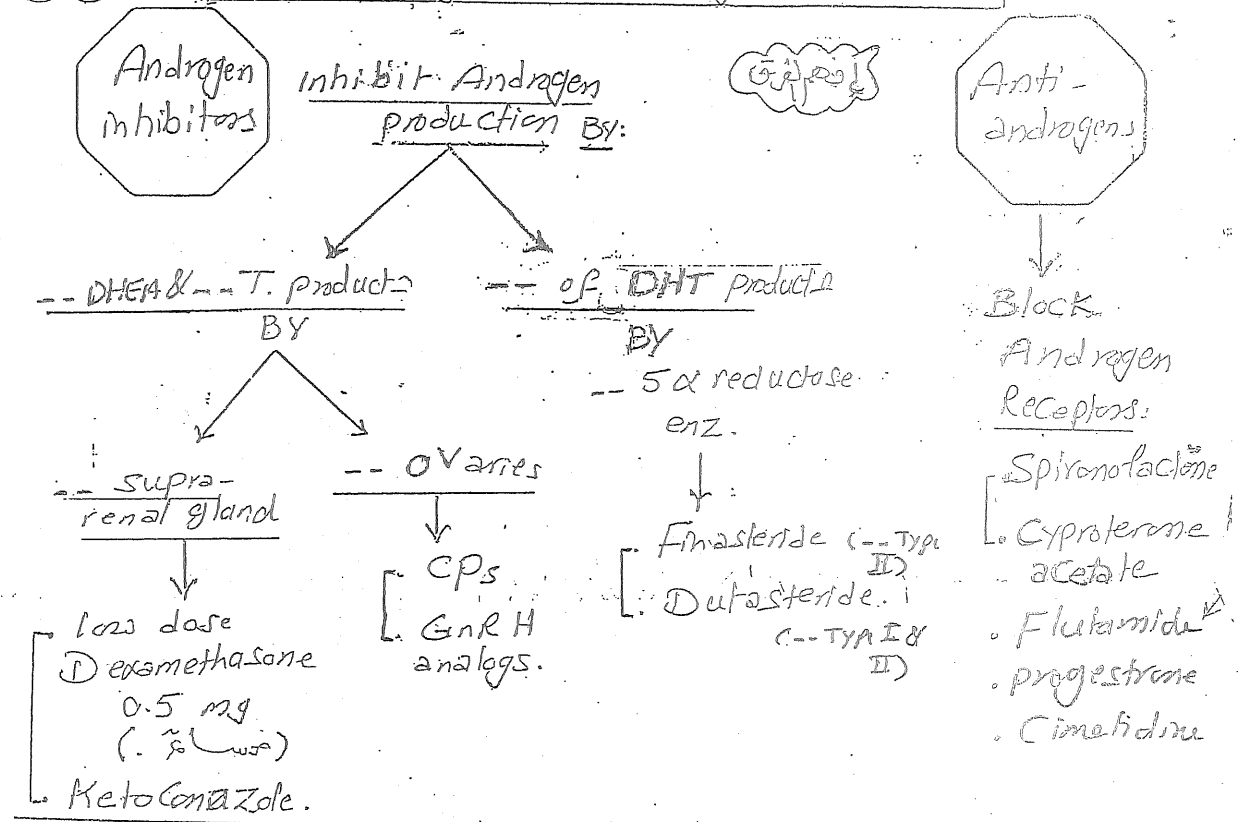 Androgen
inhibitors
inhibit Androgen
production BY:
Anti-
androgens
-- DHEA & -- T. product
BY
-- of DHT product
BY
-- 5α reductase
enz.
Block
Androgen
Receptors:
-- supra-
renal gland
-- ovaries
low dose
Dexamethasone
0.5 mg
KetoConazole.
CPs
GnRH
analogs.
Finasteride (-- Type
II)
Dutasteride.
(-- Type I &
II)
Spironolactone
Cyproterone
acetate
. Flutamide
. progestrone
. Cimetidine